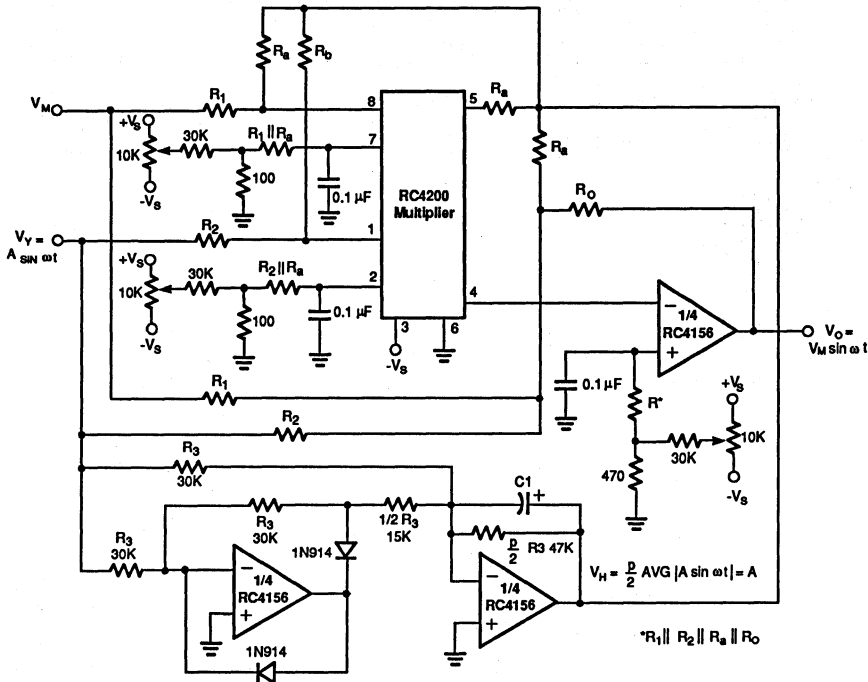 Ra
Rb
VM
R1
8
5
Ra
+VS
30K
R1 || Ra
7
10K
100
0.1 µF
-VS
RC4200
Multiplier
Ra
RO
VY =
A SIN ωt
R2
1
+VS
30K
R2 || Ra
2
10K
100
0.1 µF
-VS
3
6
-VS
4
−
1/4
RC4156
+
VO =
VM sin ω t
0.1 µF
R*
+VS
10K
30K
470
-VS
R1
R2
R3
30K
R3
30K
1/2 R3
15K
C1
+
R3
30K
1N914
p/2 R3 47K
−
1/4
RC4156
+
−
1/4
RC4156
+
VH = p/2 AVG |A sin ωt| = A
1N914
*R1 || R2 || Ra || RO